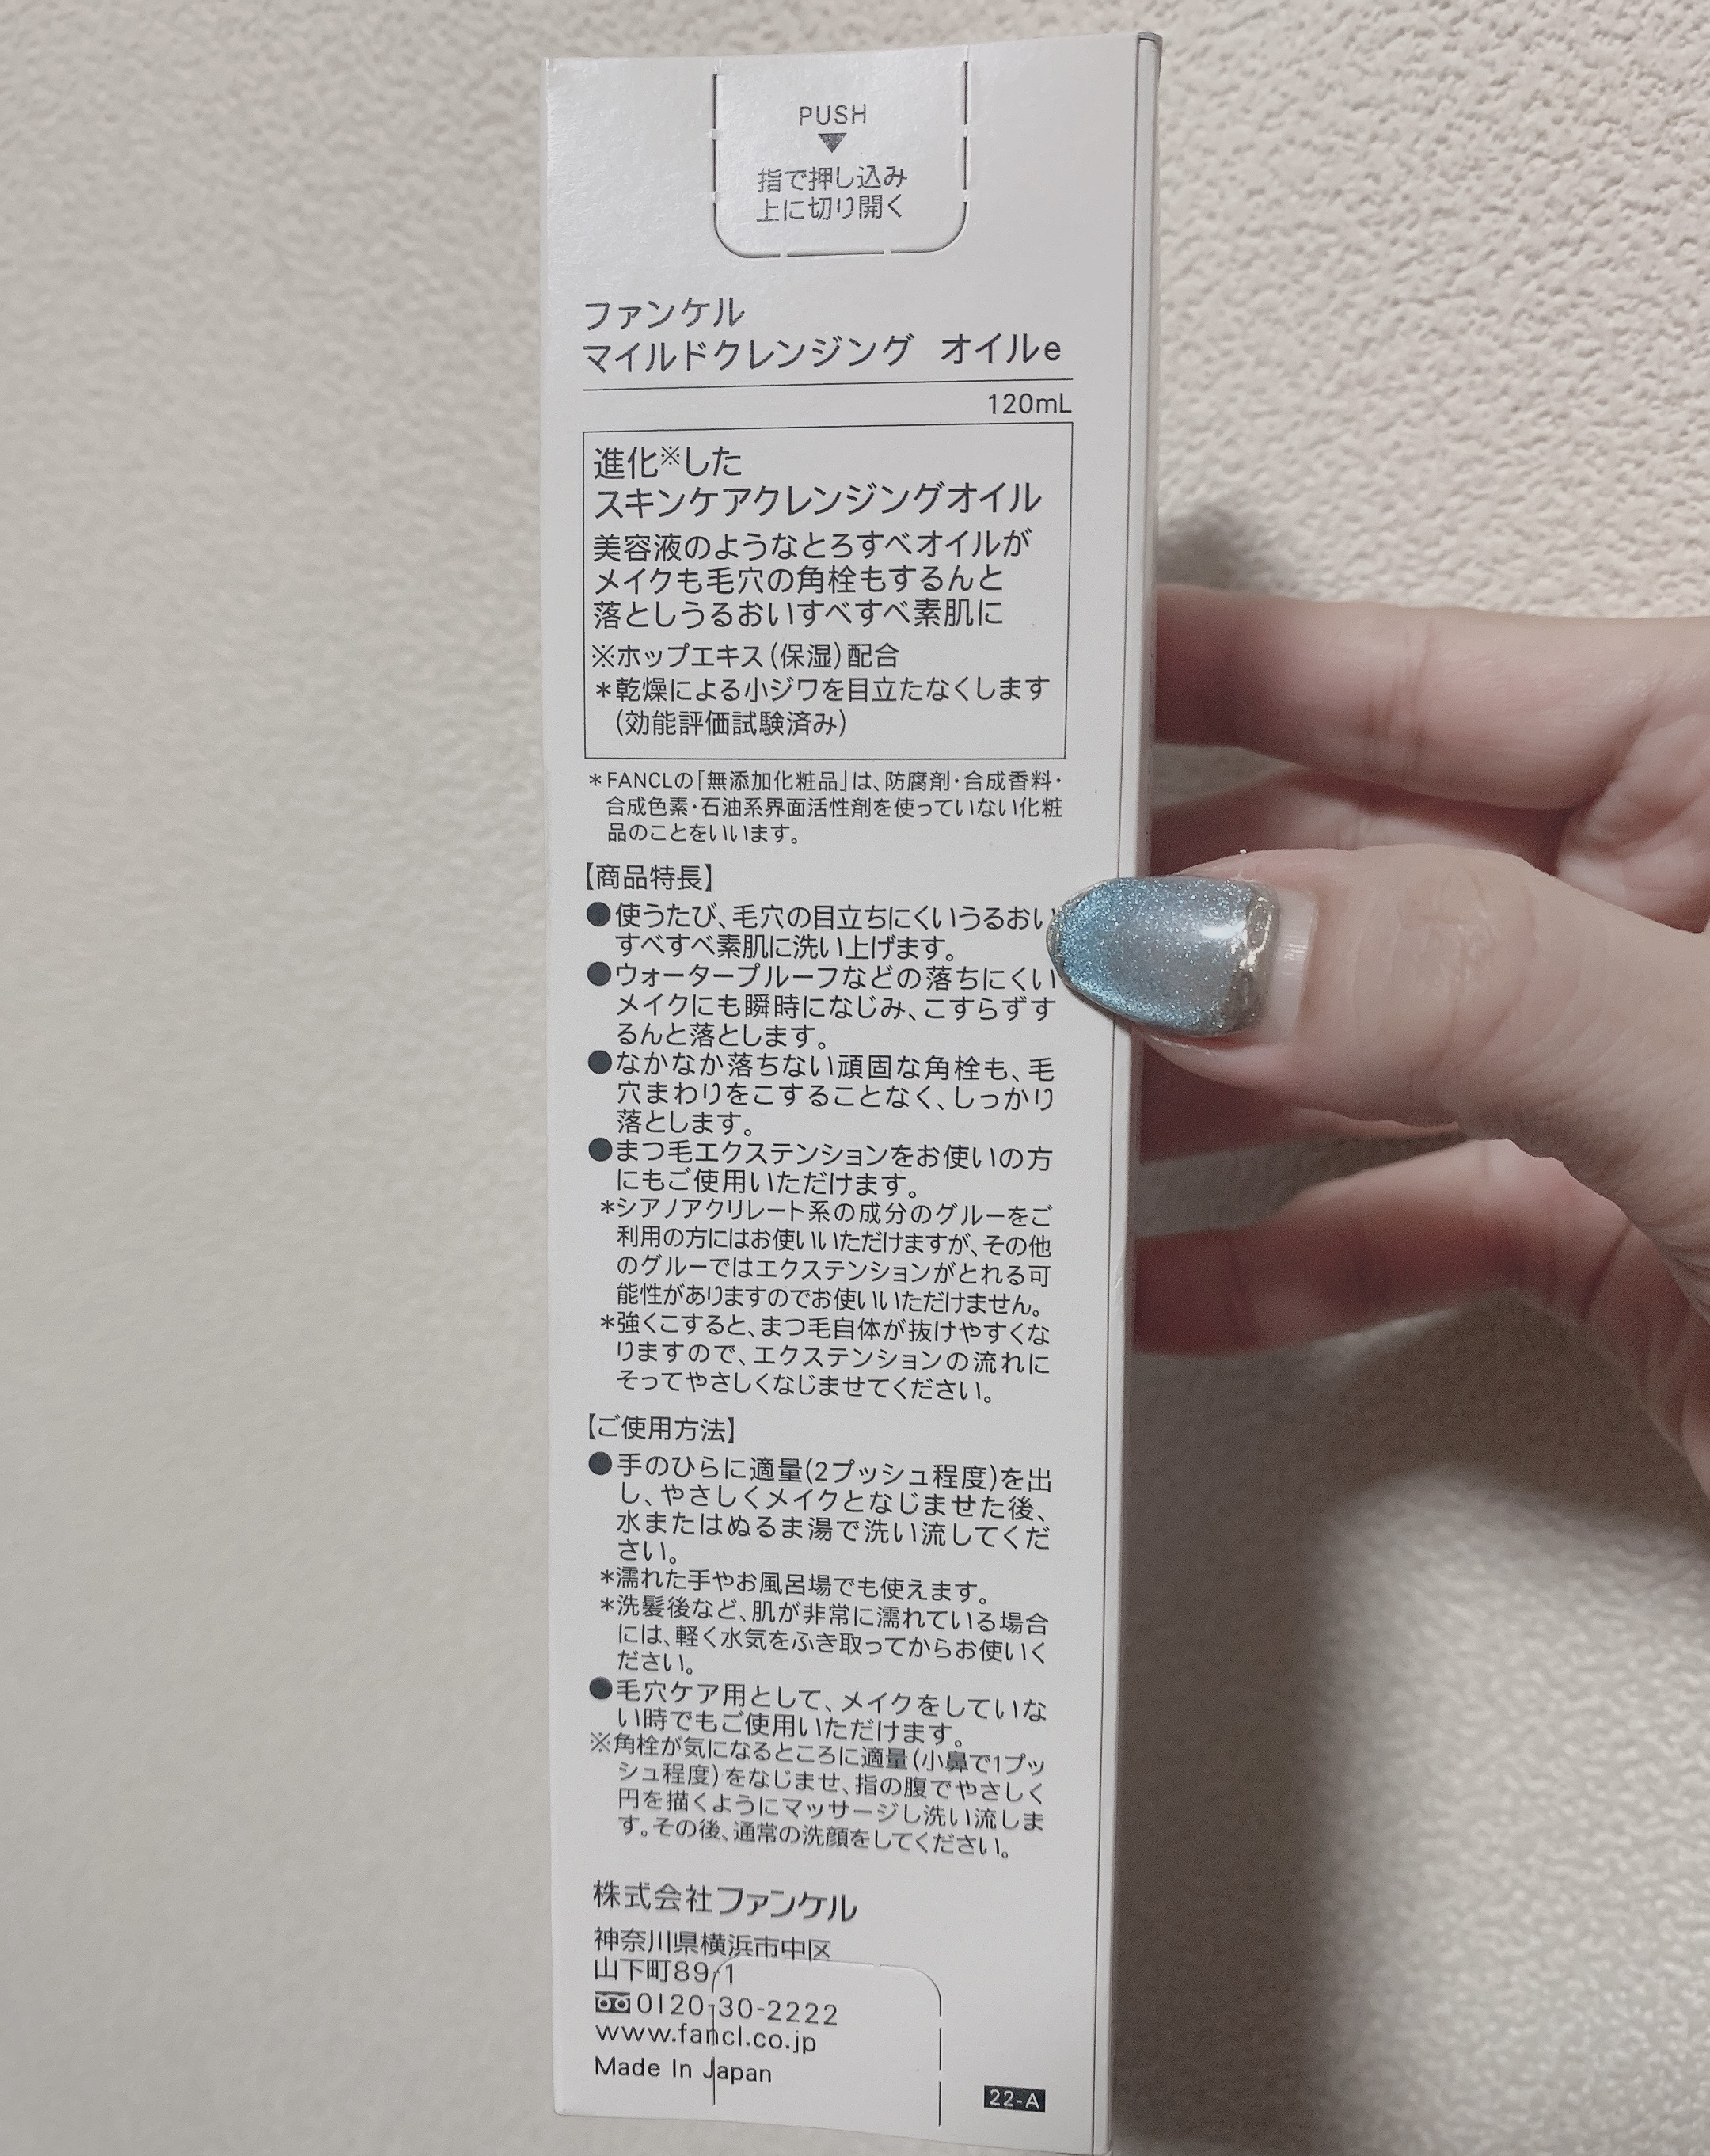 PUSH
▼
指で押し込み
上に切り開く
ファンケル
マイルドクレンジング オイルe
120mL
進化※した
スキンケアクレンジングオイル
美容液のようなとろすべオイルが
メイクも毛穴の角栓もするんと
落としうるおいすべすべ素肌に
※ホップエキス(保湿)配合
＊乾燥による小ジワを目立たなくします
(効能評価試験済み)
＊FANCLの「無添加化粧品」は、防腐剤・合成香料・
合成色素・石油系界面活性剤を使っていない化粧
品のことをいいます。
【商品特長】
●使うたび、毛穴の目立ちにくいうるおい
すべすべ素肌に洗い上げます。
●ウォータープルーフなどの落ちにくい
メイクにも瞬時になじみ、こすらずす
るんと落とします。
●なかなか落ちない頑固な角栓も、毛
穴まわりをこすることなく、しっかり
落とします。
●まつ毛エクステンションをお使いの方
にもご使用いただけます。
＊シアノアクリレート系の成分のグルーをご
利用の方にはお使いいただけますが、その他
のグルーではエクステンションがとれる可
能性がありますのでお使いいただけません。
＊強くこすると、まつ毛自体が抜けやすくな
りますので、エクステンションの流れに
そってやさしくなじませてください。
【ご使用方法】
●手のひらに適量(2プッシュ程度)を出
し、やさしくメイクとなじませた後、
水またはぬるま湯で洗い流してくだ
さい。
＊濡れた手やお風呂場でも使えます。
＊洗髪後など、肌が非常に濡れている場合
には、軽く水気をふき取ってからお使いく
ださい。
●毛穴ケア用として、メイクをしていな
い時でもご使用いただけます。
※角栓が気になるところに適量(小鼻で1プッ
シュ程度)をなじませ、指の腹でやさしく
円を描くようにマッサージし洗い流しま
す。その後、通常の洗顔をしてください。
株式会社ファンケル
神奈川県横浜市中区
山下町89-1
0120-30-2222
www.fancl.co.jp
Made In Japan
22-A